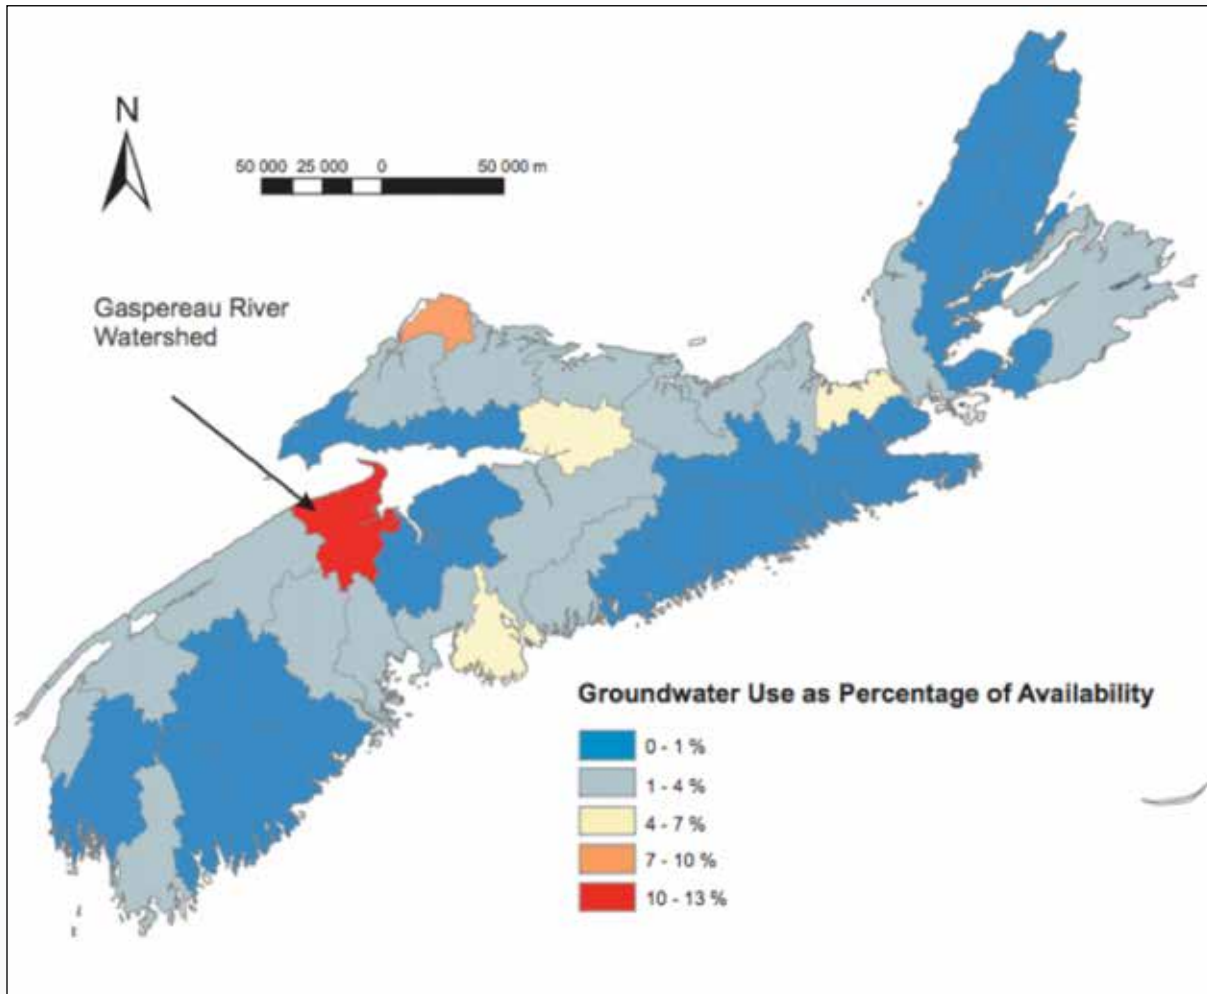 N
50 000 25 000 0 50 000 m
Gaspereau River
Watershed
Groundwater Use as Percentage of Availability
0 - 1 %
1 - 4 %
4 - 7 %
7 - 10 %
10 - 13 %